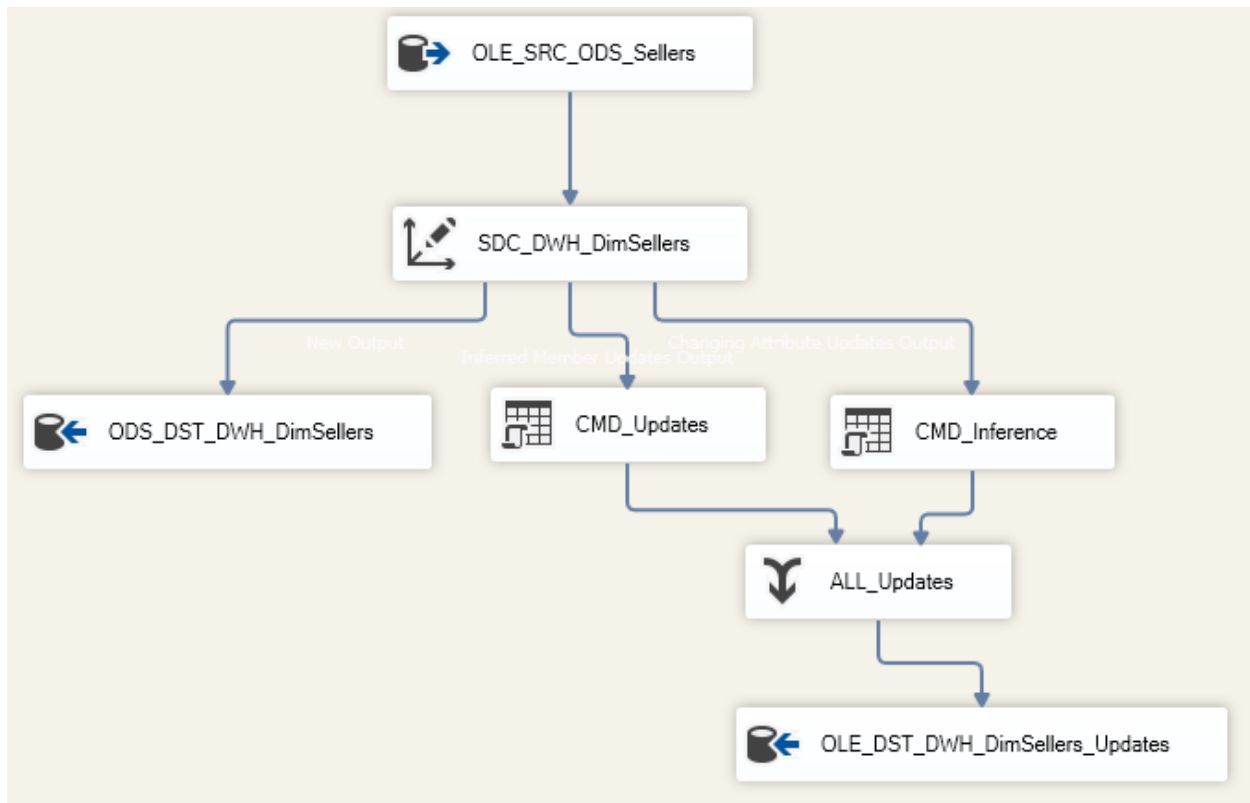 OLE_SRC_ODS_Sellers
SDC_DWH_DimSellers
New Output
Changing Attribute Updates Output
Inferred Member Updates Output
ODS_DST_DWH_DimSellers
CMD_Updates
CMD_Inference
ALL_Updates
OLE_DST_DWH_DimSellers_Updates